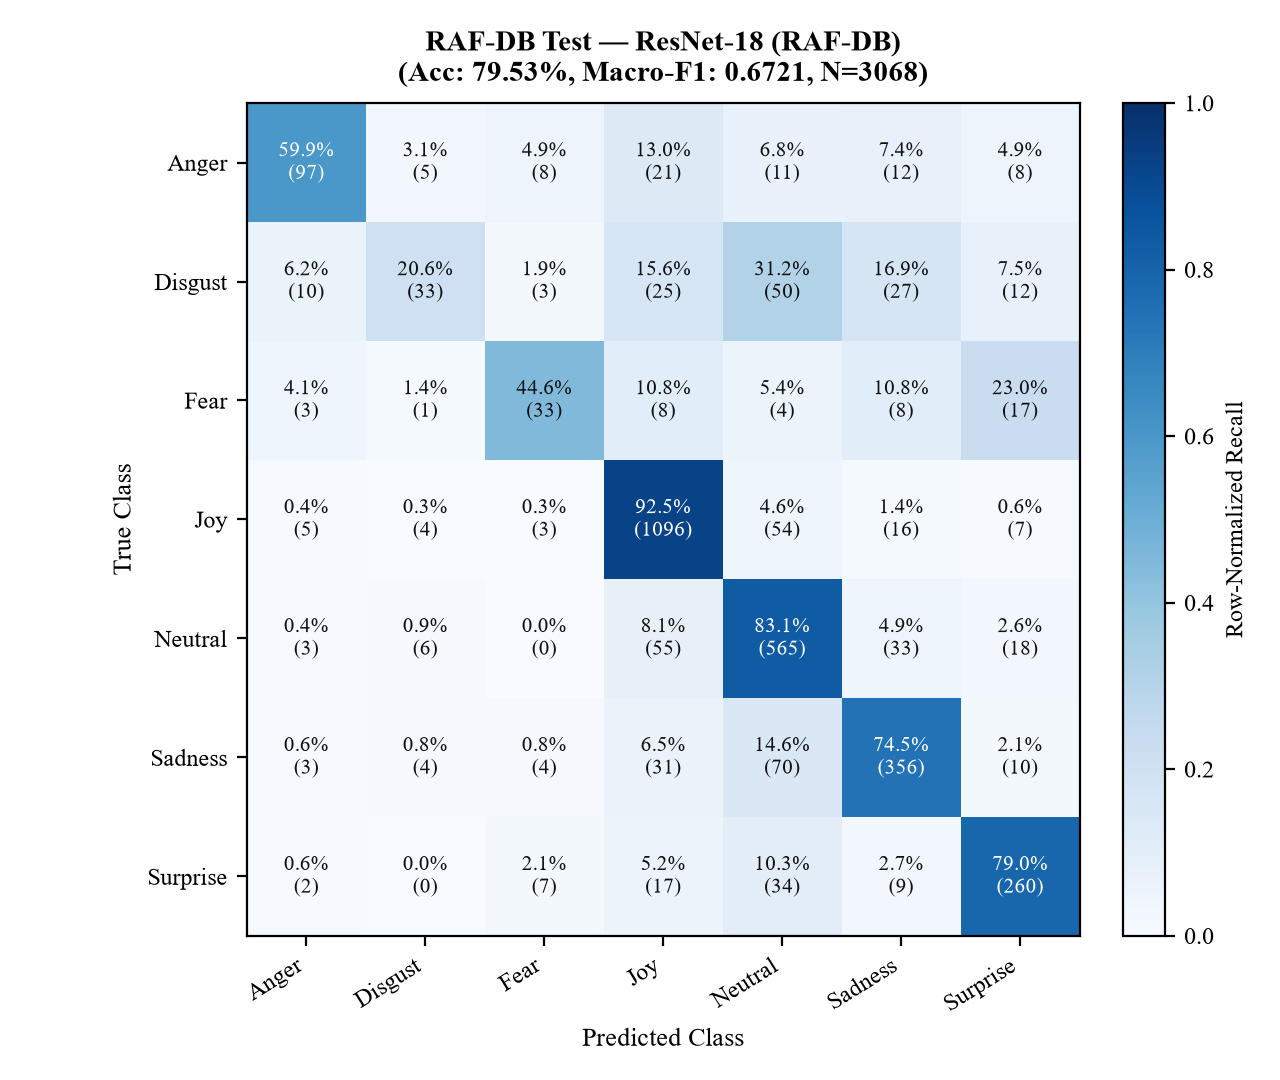 RAF-DB Test — ResNet-18 (RAF-DB)
(Acc: 79.53%, Macro-F1: 0.6721, N=3068)
Anger
59.9% 3.1% 4.9% 13.0% 6.8% 7.4% 4.9%
(97) (5) (8) (21) (11) (12) (8)
Disgust
6.2% 20.6% 1.9% 15.6% 31.2% 16.9% 7.5%
(10) (33) (3) (25) (50) (27) (12)
Fear
4.1% 1.4% 44.6% 10.8% 5.4% 10.8% 23.0%
(3) (1) (33) (8) (4) (8) (17)
Joy
0.4% 0.3% 0.3% 92.5% 4.6% 1.4% 0.6%
(5) (4) (3) (1096) (54) (16) (7)
Neutral
0.4% 0.9% 0.0% 8.1% 83.1% 4.9% 2.6%
(3) (6) (0) (55) (565) (33) (18)
Sadness
0.6% 0.8% 0.8% 6.5% 14.6% 74.5% 2.1%
(3) (4) (4) (31) (70) (356) (10)
Surprise
0.6% 0.0% 2.1% 5.2% 10.3% 2.7% 79.0%
(2) (0) (7) (17) (34) (9) (260)
True Class
Anger Disgust Fear Joy Neutral Sadness Surprise
Predicted Class
1.0
0.8
0.6
0.4
0.2
0.0
Row-Normalized Recall